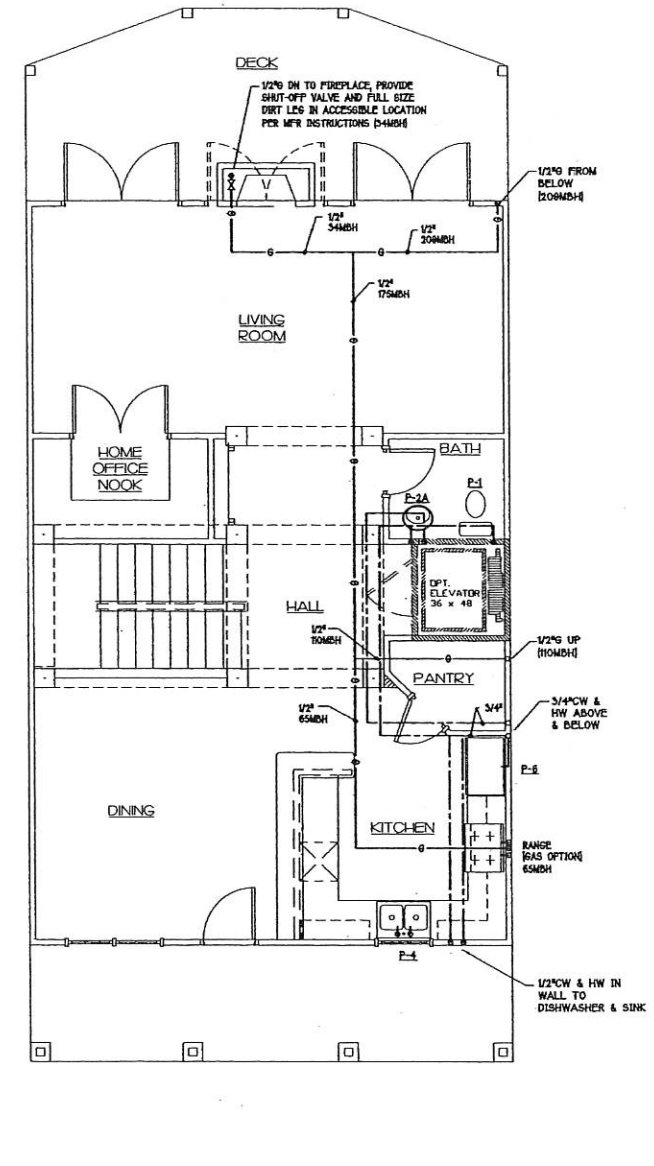 DECK
1/2"G DN TO FIREPLACE, PROVIDE
SHUT-OFF VALVE AND FULL SIZE
DIRT LEG IN ACCESSIBLE LOCATION
PER MFR INSTRUCTIONS (34MBH)
1/2"G FROM
BELOW
(209MBH)
1/2"
34MBH
1/2"
209MBH
G
G
1/2"
175MBH
LIVING
ROOM
HOME
OFFICE
NOOK
BATH
P-1
P-2A
OPT.
ELEVATOR
36 x 48
HALL
1/2"
110MBH
1/2"G UP
(110MBH)
G
PANTRY
1/2"
65MBH
3/4"
3/4"CW &
HW ABOVE
& BELOW
P-6
DINING
KITCHEN
G
RANGE
(GAS OPTION)
65MBH
P-4
1/2"CW & HW IN
WALL TO
DISHWASHER & SINK